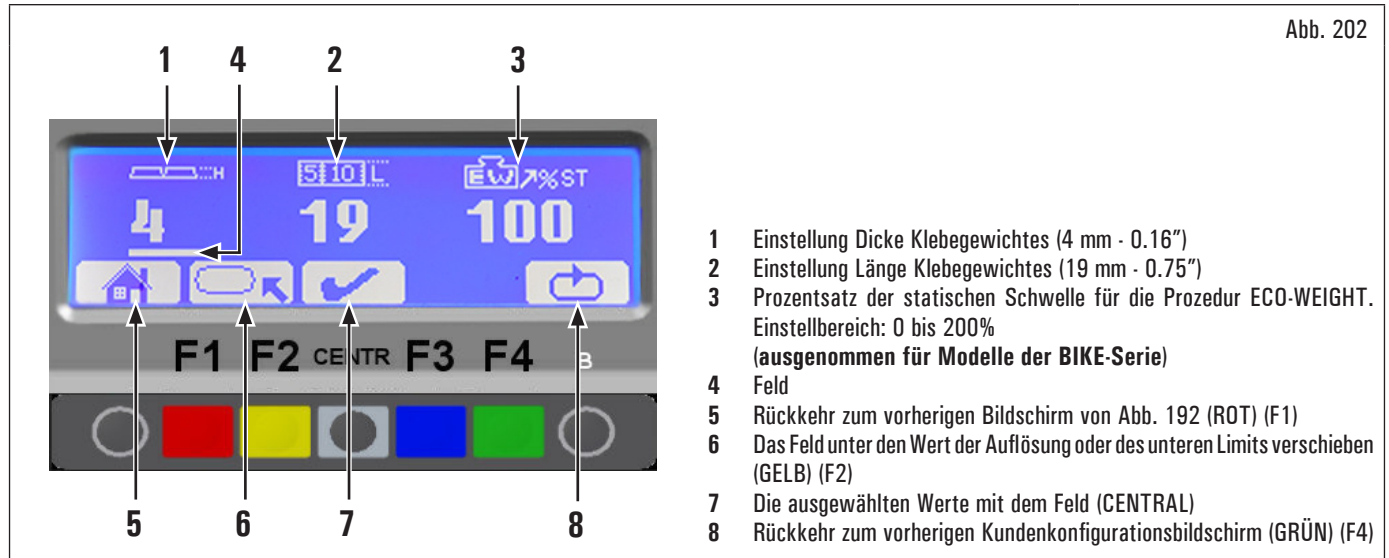 Abb. 202
1 4 2 3
H 5 10 L EW %ST
4 19 100
F1 F2 CENTR F3 F4 B
5 6 7 8
1 Einstellung Dicke Klebegewichtes (4 mm - 0.16″)
2 Einstellung Länge Klebegewichtes (19 mm - 0.75″)
3 Prozentsatz der statischen Schwelle für die Prozedur ECO-WEIGHT.
Einstellbereich: 0 bis 200%
(ausgenommen für Modelle der BIKE-Serie)
4 Feld
5 Rückkehr zum vorherigen Bildschirm von Abb. 192 (ROT) (F1)
6 Das Feld unter den Wert der Auflösung oder des unteren Limits verschieben
(GELB) (F2)
7 Die ausgewählten Werte mit dem Feld (CENTRAL)
8 Rückkehr zum vorherigen Kundenkonfigurationsbildschirm (GRÜN) (F4)